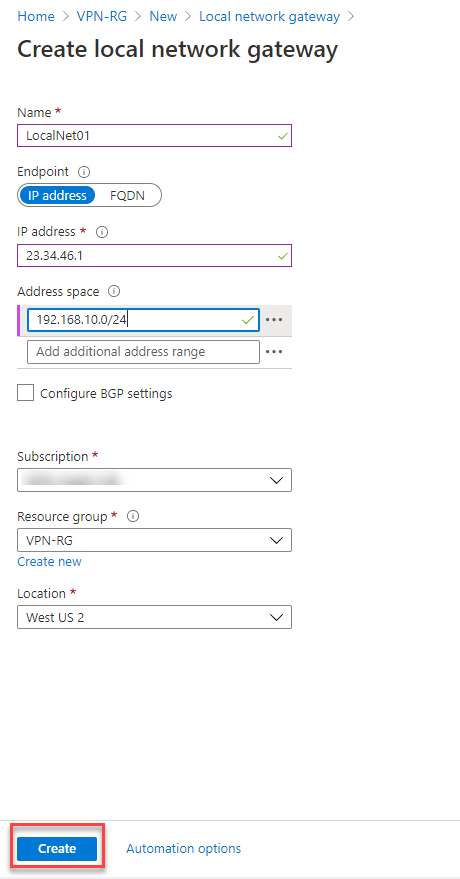 Home > VPN-RG > New > Local network gateway >
Create local network gateway
Name *
LocalNet01
Endpoint
IP address FQDN
IP address *
23.34.46.1
Address space
192.168.10.0/24
Add additional address range
Configure BGP settings
Subscription *
Resource group *
VPN-RG
Create new
Location *
West US 2
Create Automation options